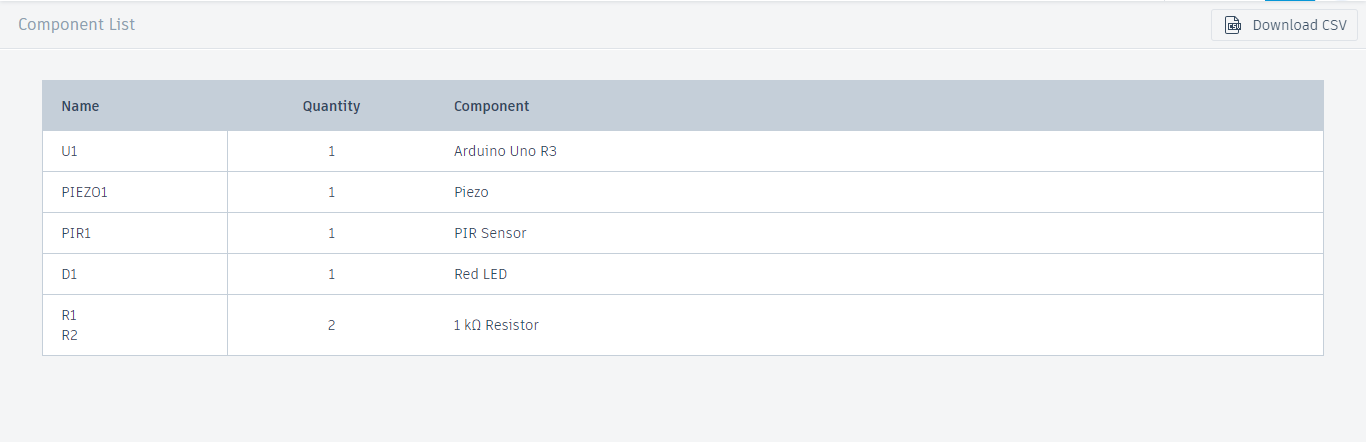 Component List
Download CSV
Name Quantity Component
U1 1 Arduino Uno R3
PIEZO1 1 Piezo
PIR1 1 PIR Sensor
D1 1 Red LED
R1
R2 2 1 kΩ Resistor